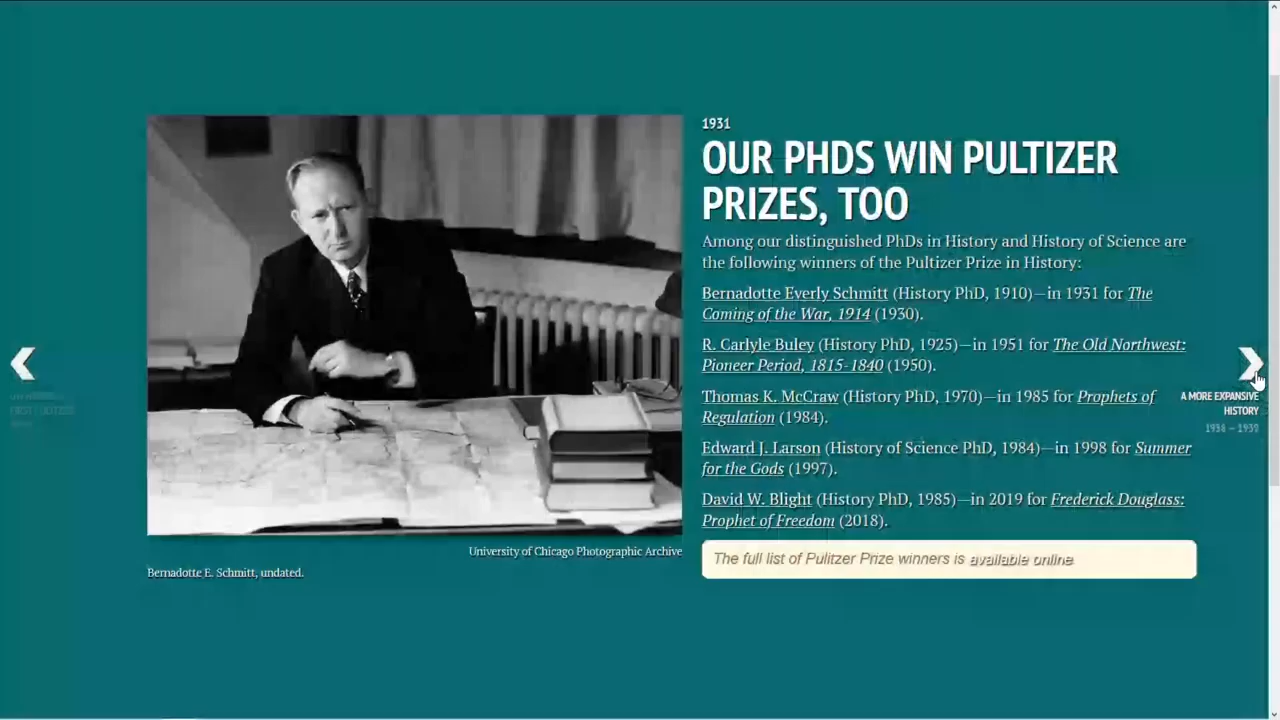 1931
OUR PHDS WIN PULTIZER
PRIZES, TOO
Among our distinguished PhDs in History and History of Science are
the following winners of the Pultizer Prize in History:
Bernadotte Everly Schmitt (History PhD, 1910)—in 1931 for The
Coming of the War, 1914 (1930).
R. Carlyle Buley (History PhD, 1925)—in 1951 for The Old Northwest:
Pioneer Period, 1815-1840 (1950).
Thomas K. McCraw (History PhD, 1970)—in 1985 for Prophets of
Regulation (1984).
Edward J. Larson (History of Science PhD, 1984)—in 1998 for Summer
for the Gods (1997).
David W. Blight (History PhD, 1985)—in 2019 for Frederick Douglass:
Prophet of Freedom (2018).
The full list of Pulitzer Prize winners is available online
University of Chicago Photographic Archive
Bernadotte E. Schmitt, undated.
A MORE EXPANSIVE
HISTORY